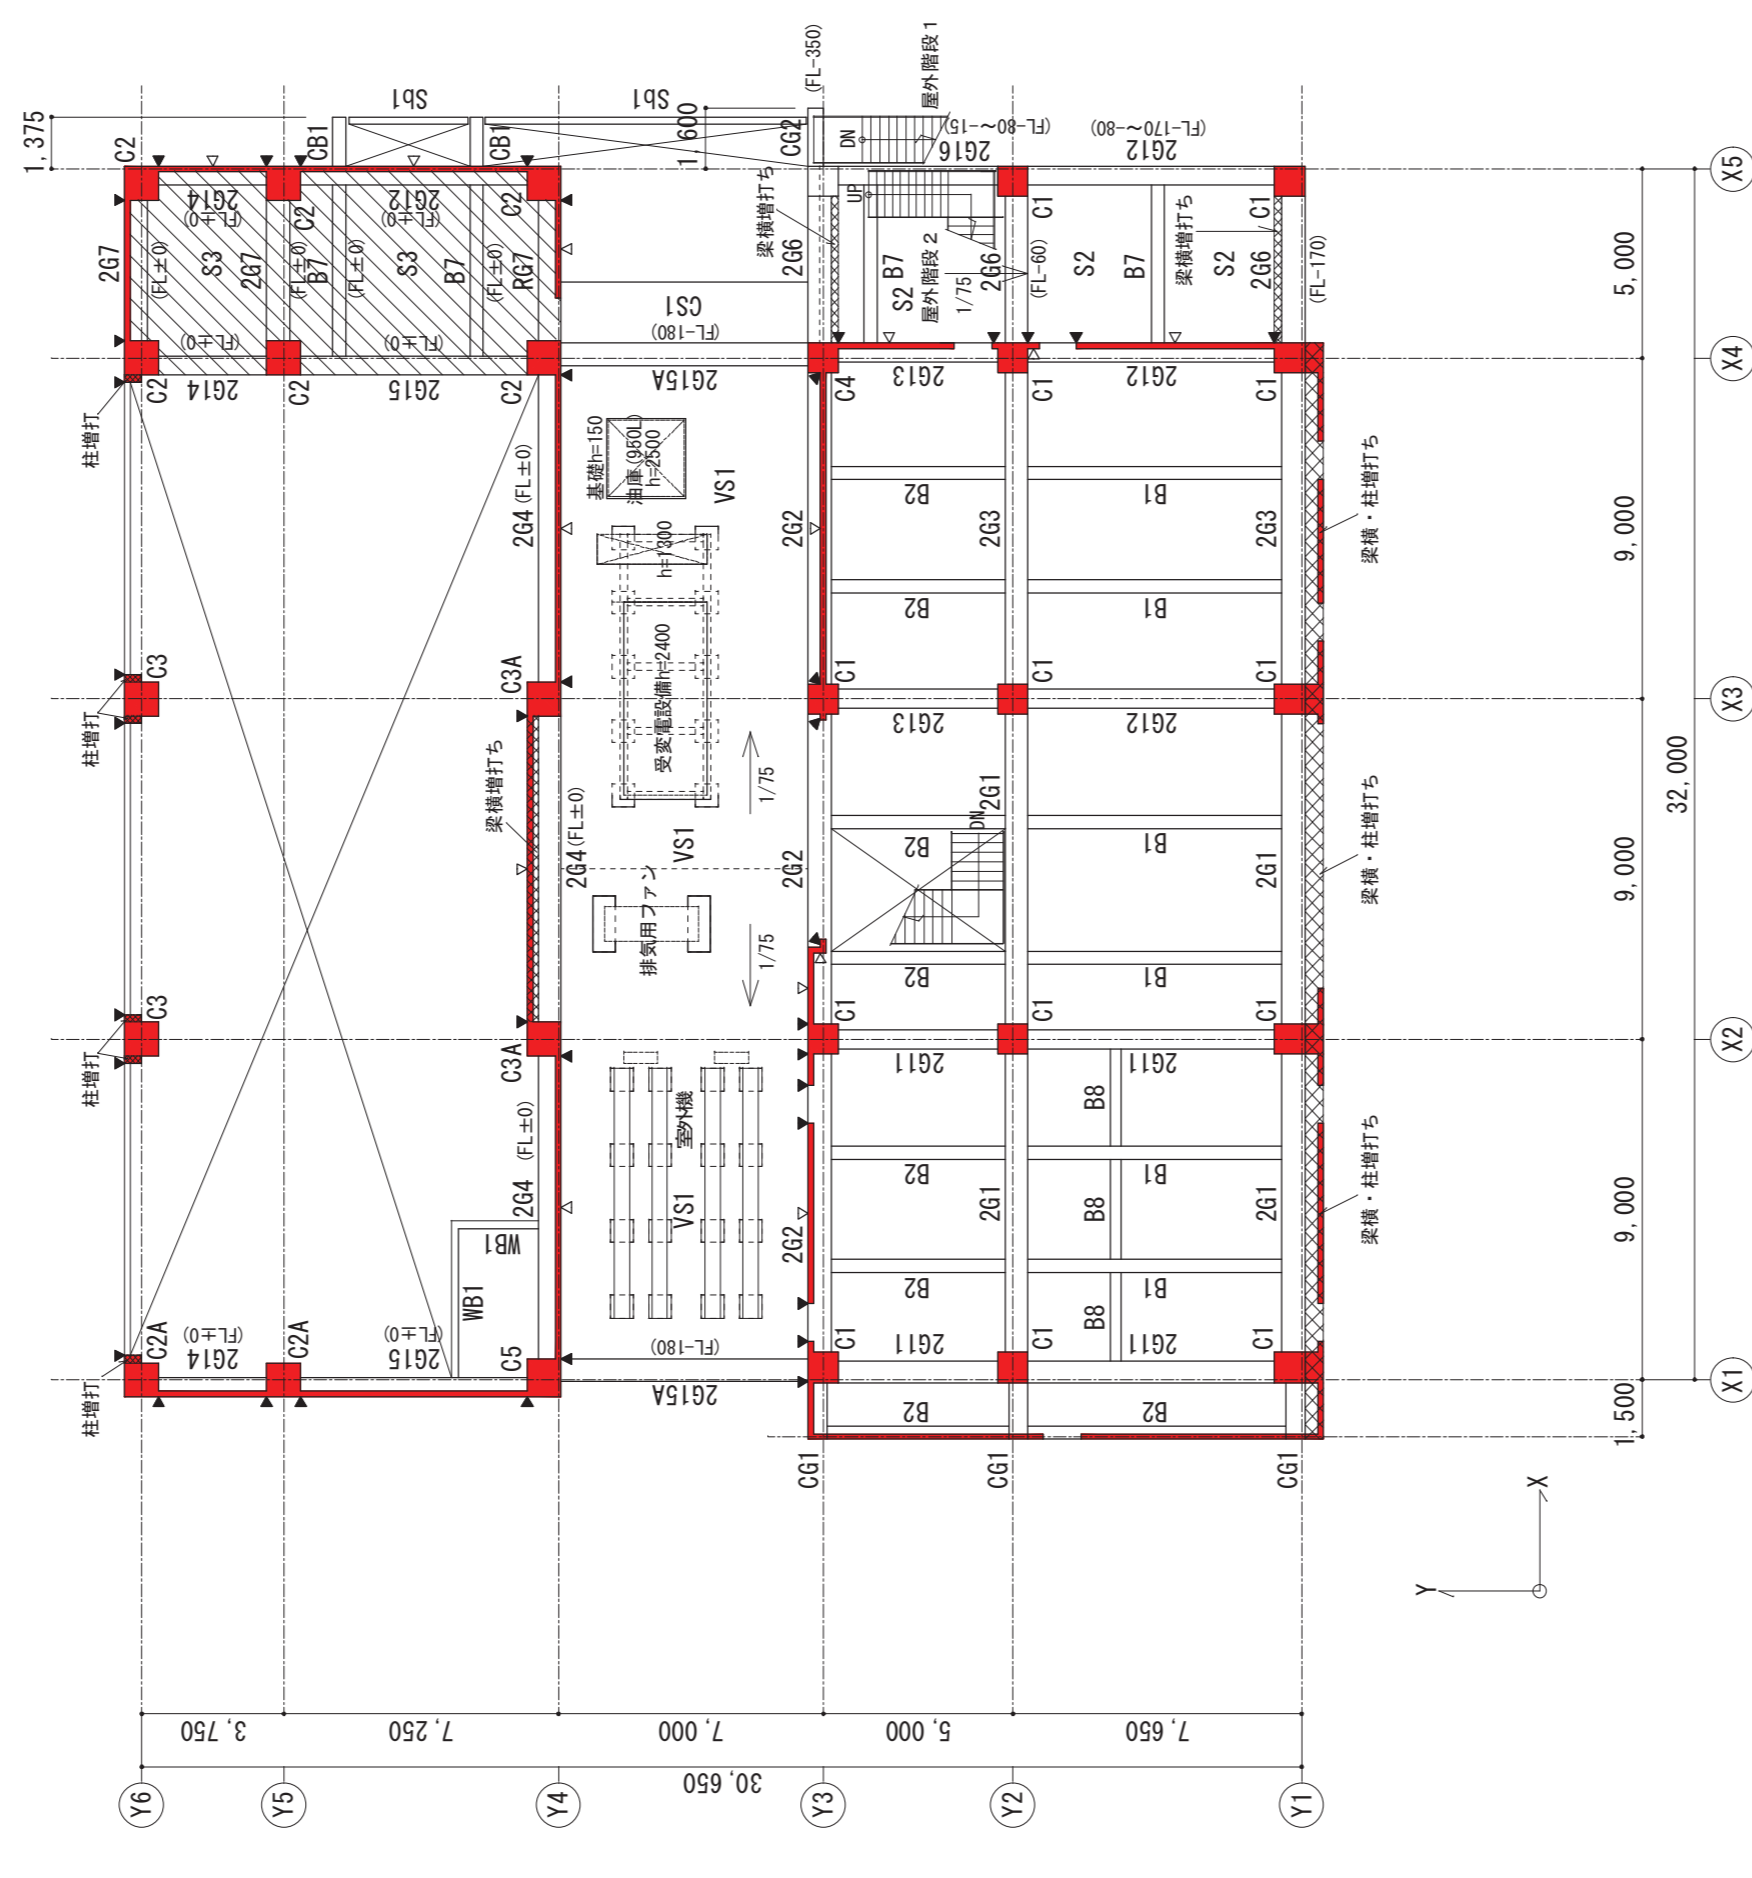 1,375
C2
2G7
(FL±0)
S3
2G14
(FL±0)
2G7
(FL±0)
C2
B7
(FL±0)
S3
2G12
(FL±0)
B7
(FL±0)
RG7
C2
CB1
CB1
Sb1
Sb1
1,600
CG2
(FL-350)
DN
屋外階段1
(FL-80~-15)
2G16
(FL-170~-80)
2G12
梁横増打ち
2G6
UP
B7
S2
屋外階段2
1/75
2G6
(FL-60)
C1
S2
B7
梁横増打ち
S2
2G6
C1
(FL-170)
柱増打
C2
(FL±0)
2G14
C2
(FL±0)
2G15
C2
GS1
(FL-180)
2G15A
C4
2G13
C1
2G12
C1
2G4 (FL±0)
基礎h=150
油庫(950L)
h=2500
VS1
h=1300
受変電設備h=2400
2G2
B2
B2
2G3
B1
B1
2G3
梁横・柱増打ち
柱増打
C3
C3A
C1
C1
C1
2G13
2G12
梁横増打ち
2G4(FL±0)
VS1
1/75
排気用ファン
1/75
2G2
B2
DN
2G1
B1
2G1
B2
B1
梁横・柱増打ち
柱増打
C3
C3A
C1
C1
C1
2G11
2G11
2G4 (FL±0)
室外機
VS1
2G2
B8
B2
B1
2G1
B8
2G1
B2
B1
B8
梁横・柱増打ち
WB1
WB1
柱増打
C2A
(FL±0)
2G14
C2A
(FL±0)
2G15
C5
(FL-180)
2G15A
C1
2G11
C1
2G11
C1
B2
B2
CG1
CG1
CG1
X5
X4
X3
X2
X1
5,000
9,000
9,000
9,000
1,500
32,000
Y
X
3,750
7,250
7,000
5,000
7,650
30,650
Y6
Y5
Y4
Y3
Y2
Y1